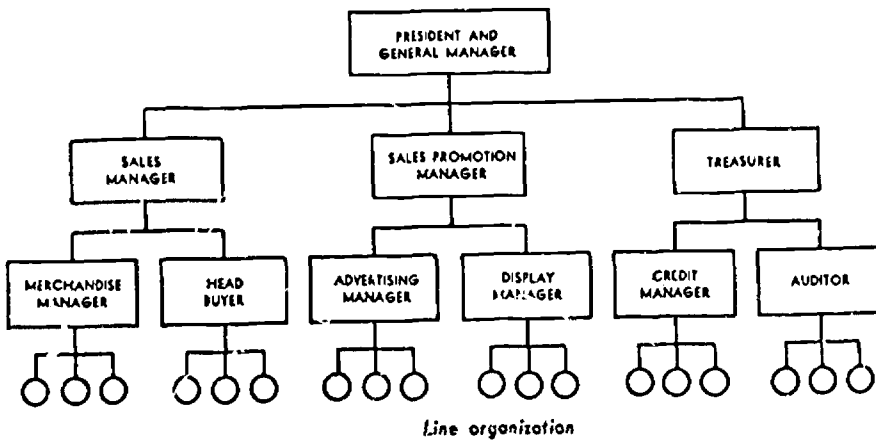 PRESIDENT AND
GENERAL MANAGER
SALES
MANAGER
SALES PROMOTION
MANAGER
TREASURER
MERCHANDISE
MANAGER
HEAD
BUYER
ADVERTISING
MANAGER
DISPLAY
MANAGER
CREDIT
MANAGER
AUDITOR
Line organization